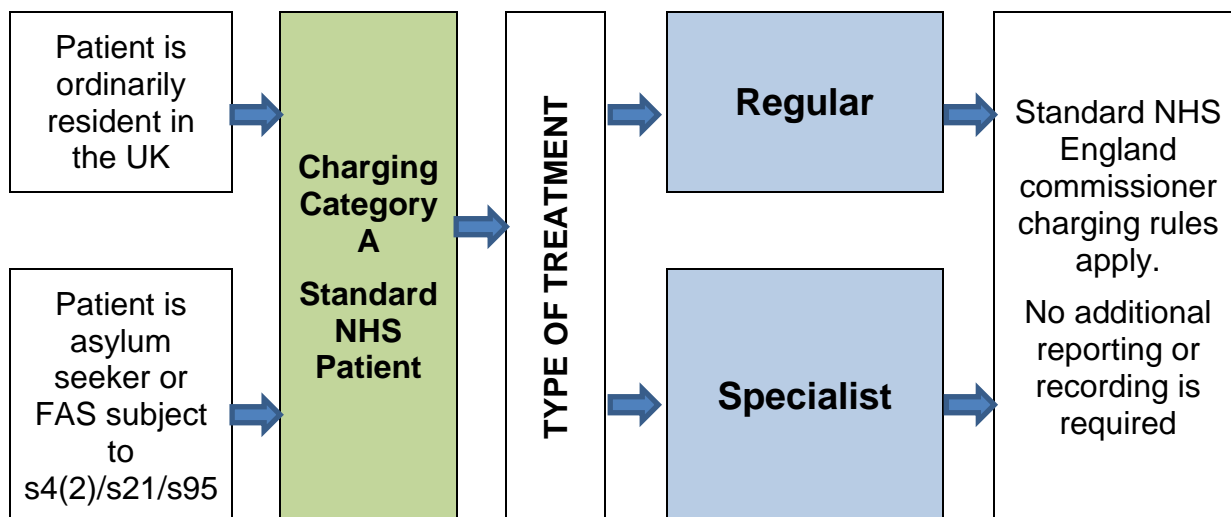 Patient is
ordinarily
resident in
the UK
Patient is
asylum
seeker or
FAS subject
to
s4(2)/s21/s95
Charging
Category
A
Standard
NHS
Patient
TYPE OF TREATMENT
Regular
Specialist
Standard NHS
England
commissioner
charging rules
apply.
No additional
reporting or
recording is
required